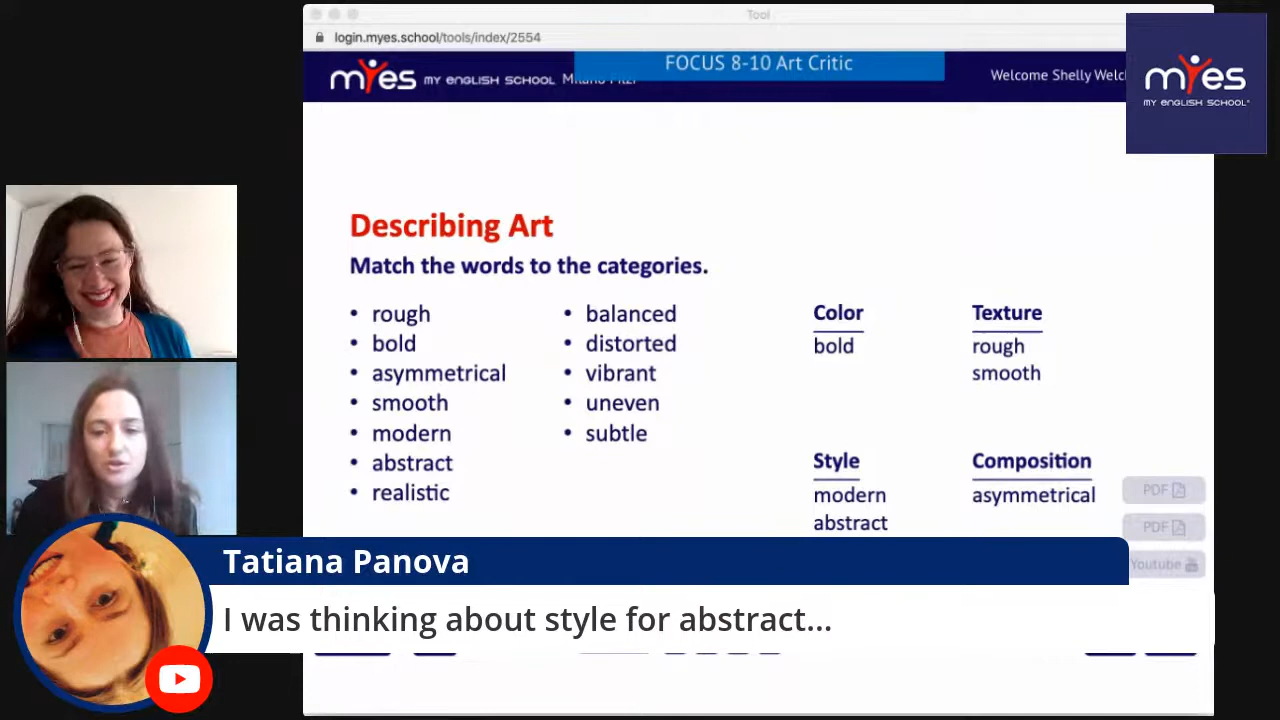 Tool
login.myes.school/tools/index/2554
FOCUS 8-10 Art Critic
myes MY ENGLISH SCHOOL
Welcome Shelly Welc
myes
MY ENGLISH SCHOOL
Describing Art
Match the words to the categories.
• rough
• bold
• asymmetrical
• smooth
• modern
• abstract
• realistic
• balanced
• distorted
• vibrant
• uneven
• subtle
Color
bold
Texture
rough
smooth
Style
modern
abstract
Composition
asymmetrical
PDF
PDF
Youtube
Tatiana Panova
I was thinking about style for abstract...